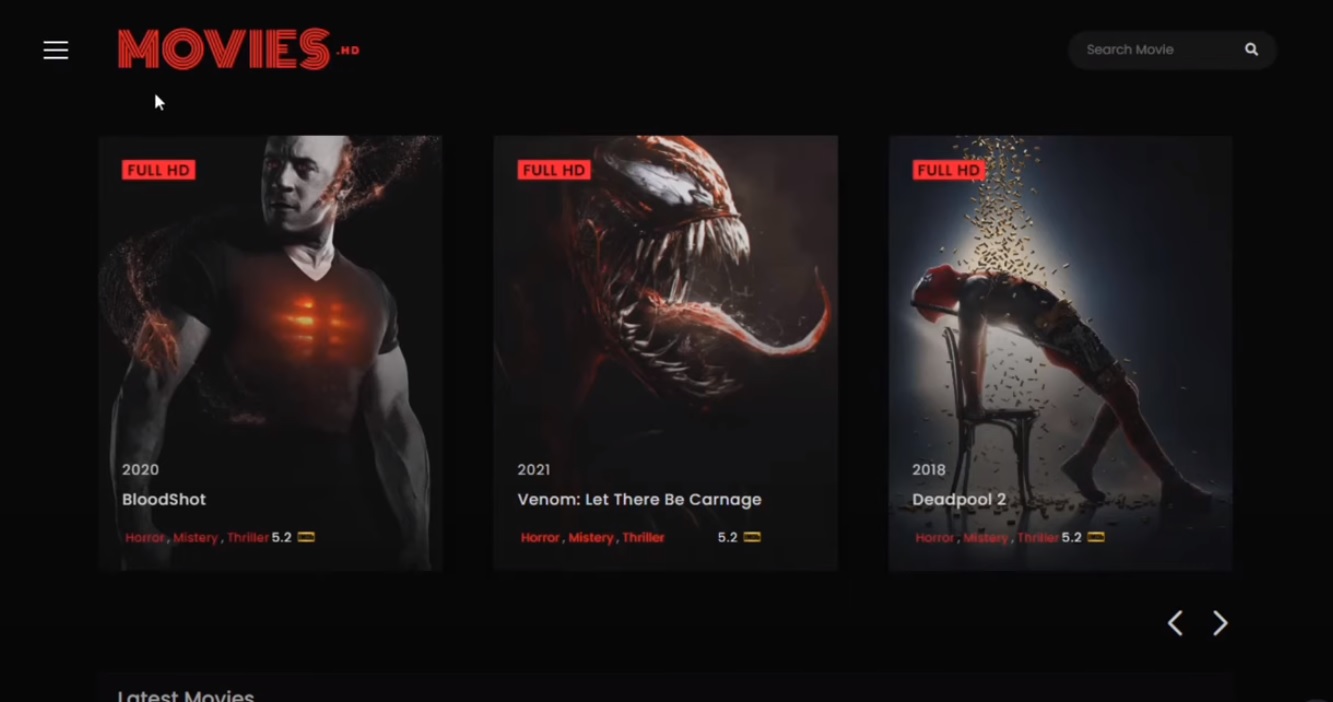 MOVIES.HD
Search Movie
FULL HD
2020
BloodShot
Horror, Mistery, Thriller 5.2
FULL HD
2021
Venom: Let There Be Carnage
Horror, Mistery, Thriller 5.2
FULL HD
2018
Deadpool 2
Horror, Mistery, Thriller 5.2
Latest Movies